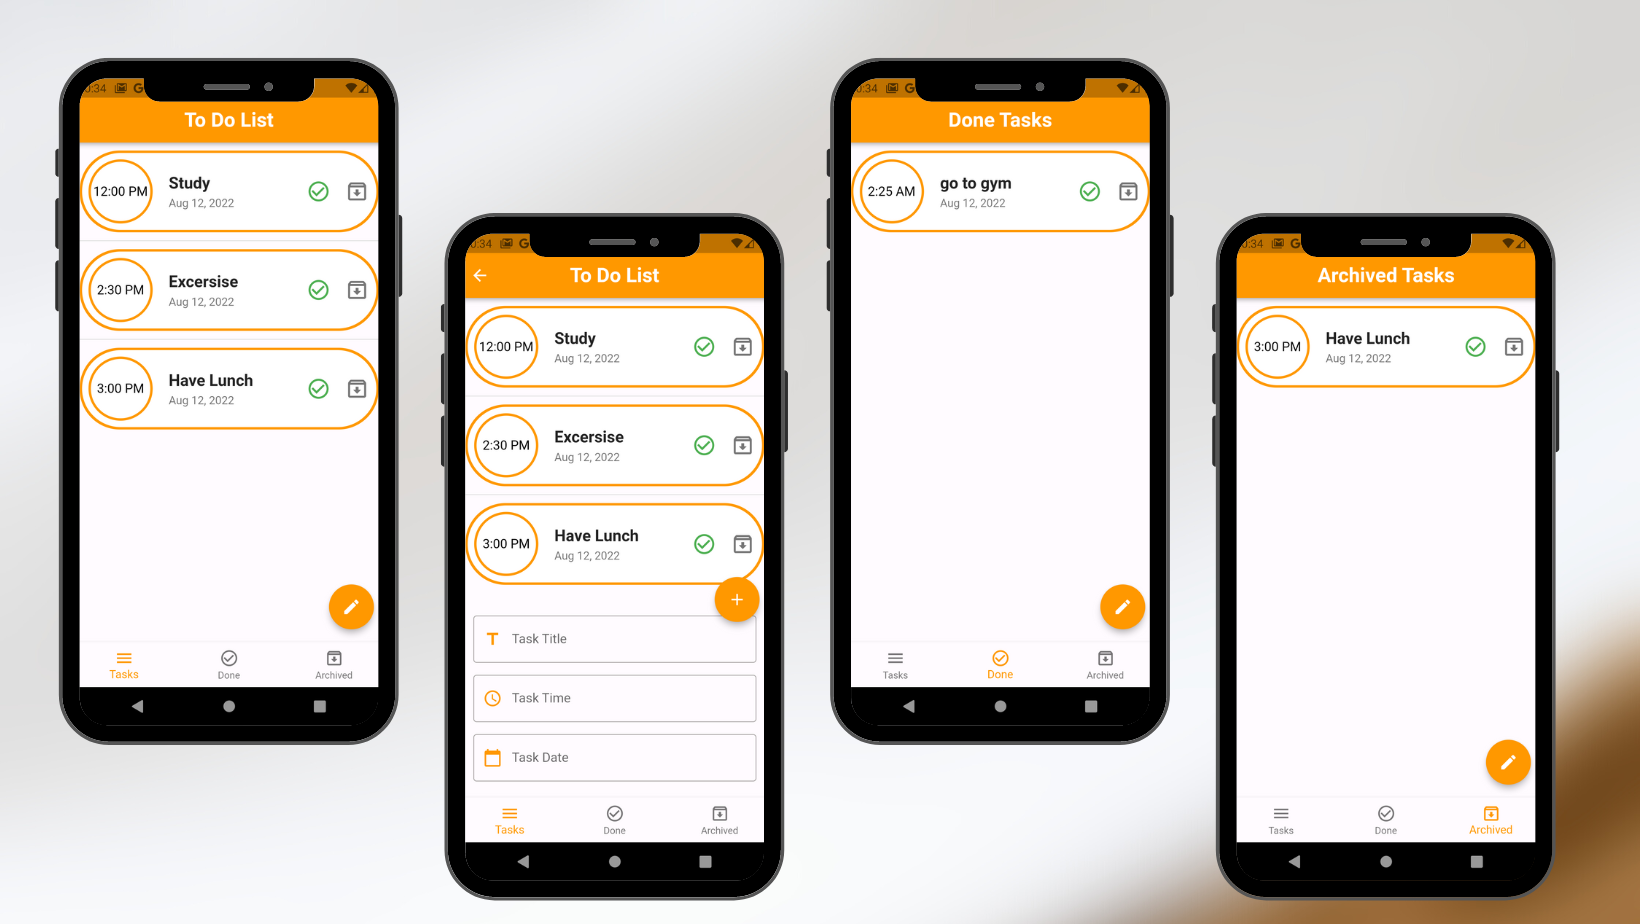 :34
To Do List
12:00 PM
Study
Aug 12, 2022
2:30 PM
Excersise
Aug 12, 2022
3:00 PM
Have Lunch
Aug 12, 2022
Tasks
Done
Archived
:34
To Do List
12:00 PM
Study
Aug 12, 2022
2:30 PM
Excersise
Aug 12, 2022
3:00 PM
Have Lunch
Aug 12, 2022
Task Title
Task Time
Task Date
Tasks
Done
Archived
:34
Done Tasks
2:25 AM
go to gym
Aug 12, 2022
Tasks
Done
Archived
:34
Archived Tasks
3:00 PM
Have Lunch
Aug 12, 2022
Tasks
Done
Archived